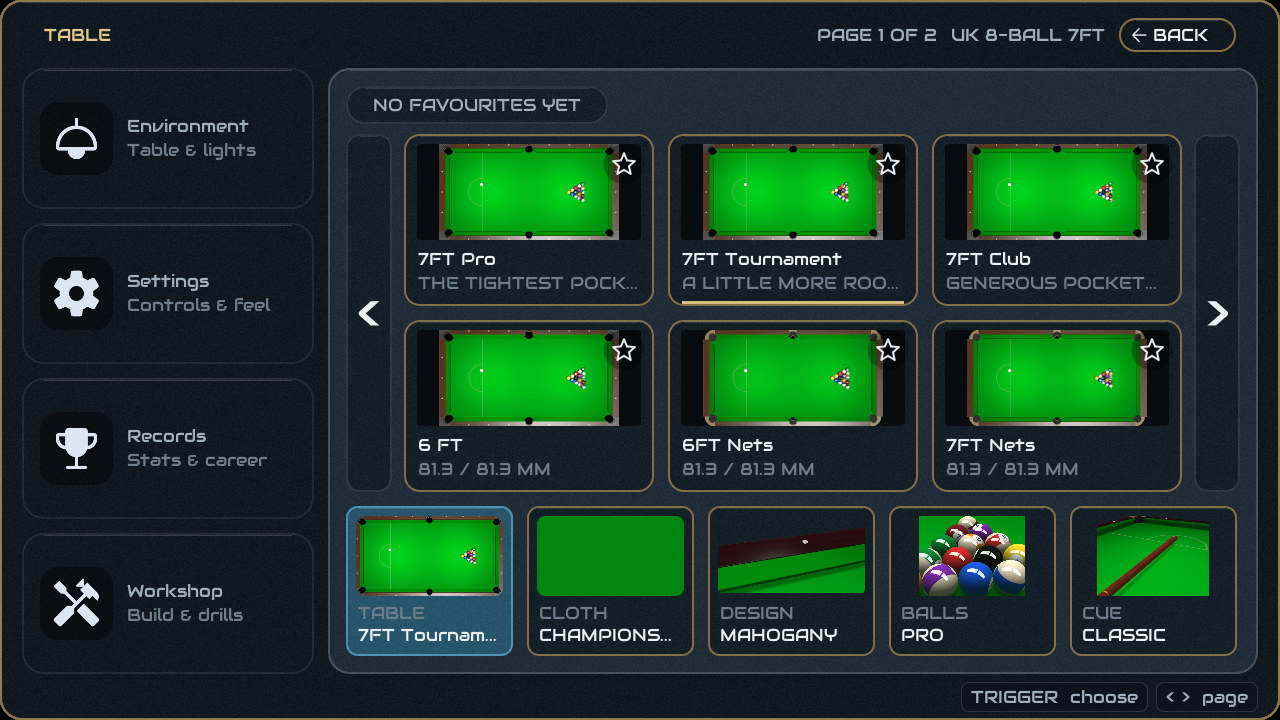 TABLE
PAGE 1 OF 2 UK 8-BALL 7FT
← BACK
Environment
Table & lights
Settings
Controls & feel
Records
Stats & career
Workshop
Build & drills
NO FAVOURITES YET
7FT Pro
THE TIGHTEST POCK...
7FT Tournament
A LITTLE MORE ROO...
7FT Club
GENEROUS POCKET...
6 FT
81.3 / 81.3 MM
6FT Nets
81.3 / 81.3 MM
7FT Nets
81.3 / 81.3 MM
TABLE
7FT Tournam...
CLOTH
CHAMPIONS...
DESIGN
MAHOGANY
BALLS
PRO
CUE
CLASSIC
TRIGGER choose
< > page